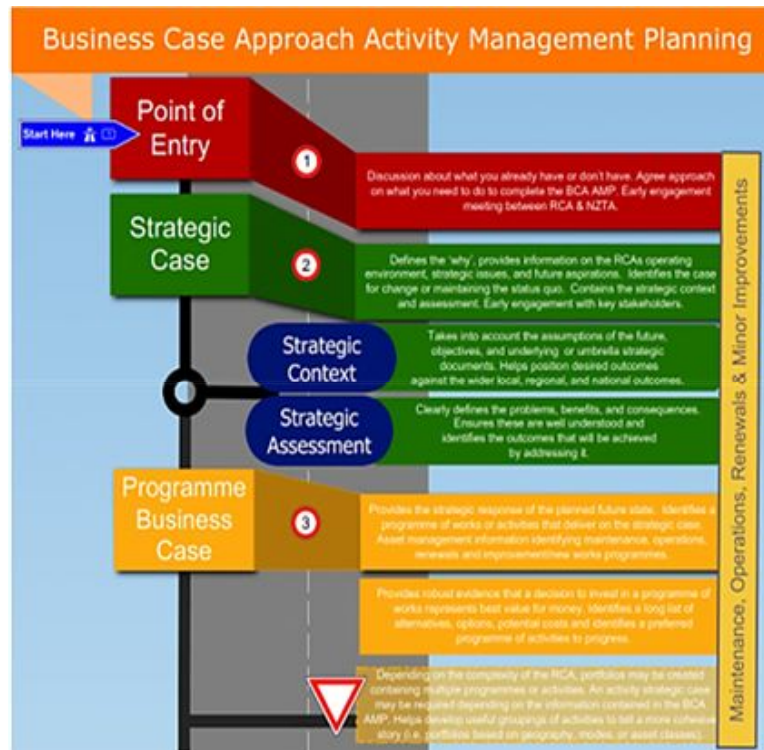 Business Case Approach Activity Management Planning
Start Here
Point of
Entry
1
Discussion about what you already have or don't have. Agree approach
on what you need to do to complete the BCA AMP. Early engagement
meeting between RCA & NZTA.
Strategic
Case
2
Defines the 'why', provides information on the RCAs operating
environment, strategic issues, and future aspirations. Identifies the case
for change or maintaining the status quo. Contains the strategic context
and assessment. Early engagement with key stakeholders.
Strategic
Context
Takes into account the assumptions of the future,
objectives, and underlying or umbrella strategic
documents. Helps position desired outcomes
against the wider local, regional, and national outcomes.
Strategic
Assessment
Clearly defines the problems, benefits, and consequences.
Ensures these are well understood and
identifies the outcomes that will be achieved
by addressing it.
Programme
Business
Case
3
Provides the strategic response of the planned future state. Identifies a
programme of works or activities that deliver on the strategic case.
Asset management information identifying maintenance, operations,
renewals and improvement/new works programmes.
Provides robust evidence that a decision to invest in a programme of
works represents best value for money, identifies a long list of
alternatives, options, potential costs and identifies a preferred
programme of activities to progress.
Depending on the complexity of the RCA, portfolios may be created
containing multiple programmes or activities. An activity strategic case
may be required depending on the information contained in the BCA
AMP. Helps develop useful groupings of activities to tell a more cohesive
story (i.e. portfolios based on geography, modes, or asset classes).
Maintenance, Operations, Renewals & Minor Improvements